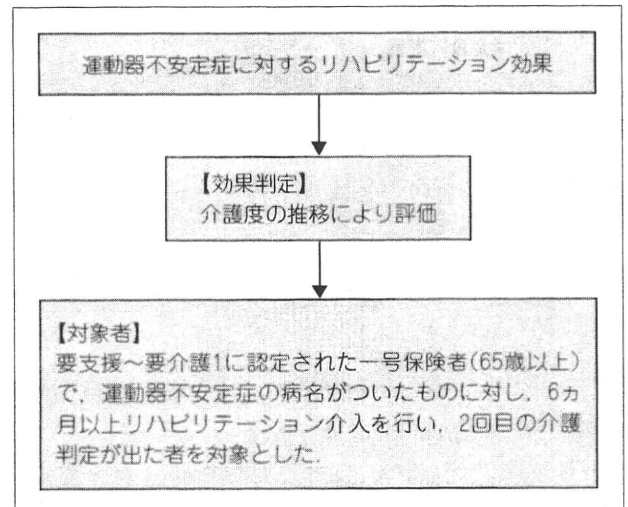 運動器不安定症に対するリハビリテーション効果
【効果判定】
介護度の推移により評価
【対象者】
要支援〜要介護1に認定された一号保険者(65歳以上)
で，運動器不安定症の病名がついたものに対し，6ヵ
月以上リハビリテーション介入を行い，2回目の介護
判定が出た者を対象とした．